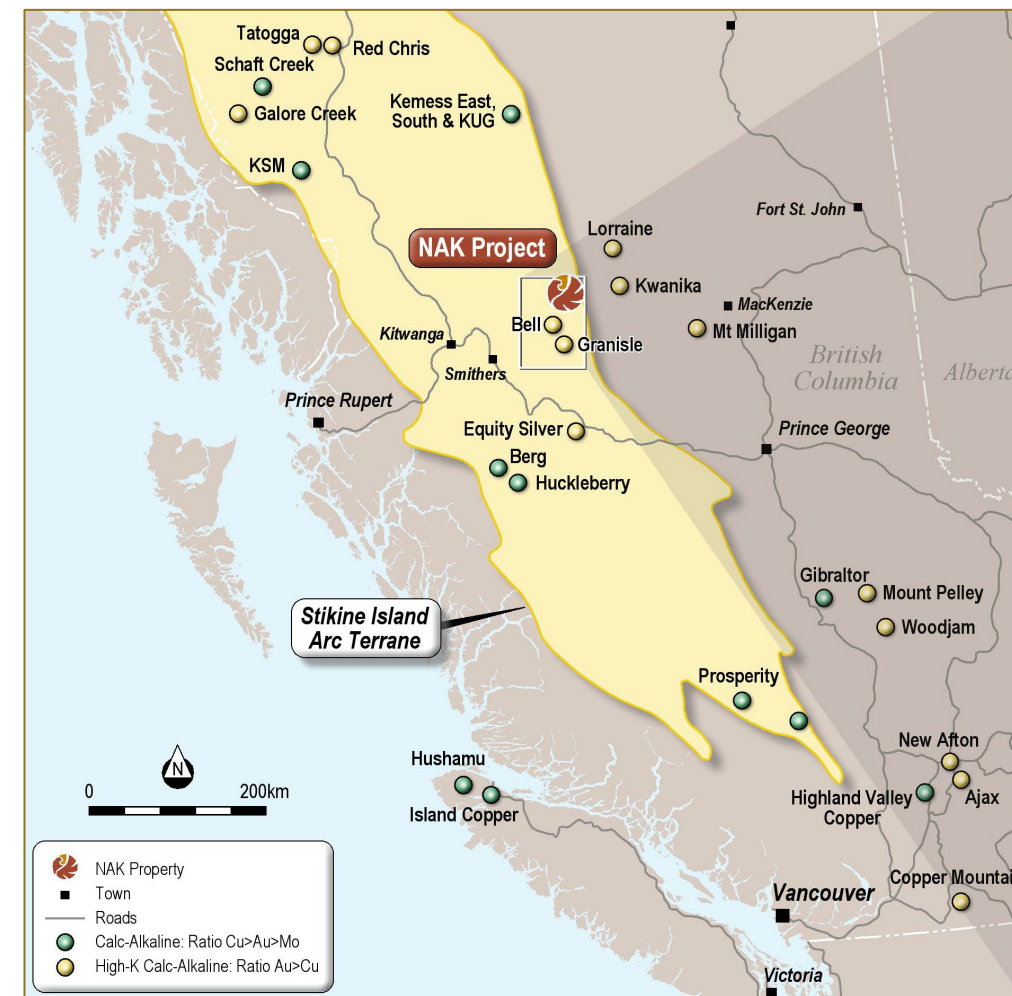 Tatogga
Red Chris
Schaft Creek
Galore Creek
Kemess East,
South & KUG
KSM
Fort St. John
Lorraine
NAK Project
Kwanika
MacKenzie
Bell
Mt Milligan
Kitwanga
Granisle
British
Columbia
Alberta
Smithers
Prince Rupert
Equity Silver
Prince George
Berg
Huckleberry
Gibraltor
Mount Pelley
Stikine Island
Arc Terrane
Woodjam
Prosperity
New Afton
Hushamu
Island Copper
Highland Valley
Copper
Ajax
N
0
200km
Copper Mountai
Vancouver
Victoria
NAK Property
Town
Roads
Calc-Alkaline: Ratio Cu>Au>Mo
High-K Calc-Alkaline: Ratio Au>Cu